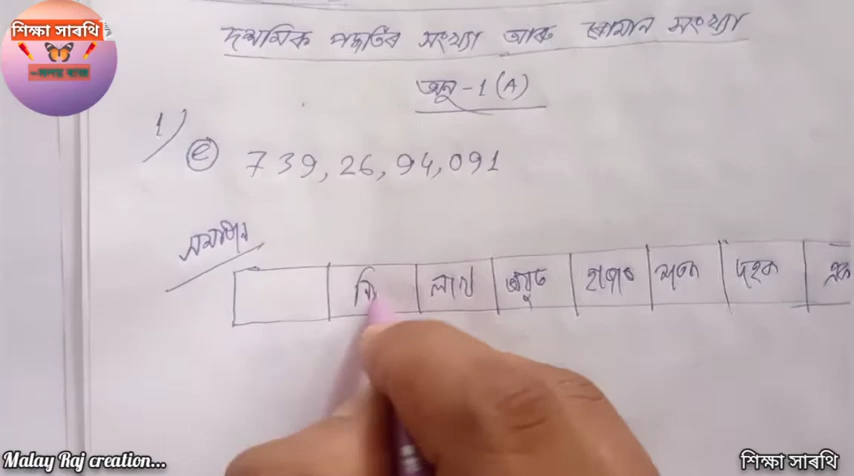 শিক্ষা সাৰথি
দশমিক পদ্ধতিৰ সংখ্যা আৰু ৰোমান সংখ্যা
অনু - 1 (A)
1) (e) 739,26,94,091
সমাধান
নি লাখ অযুত হাজাৰ শতক দহক এক
Malay Raj creation...
শিক্ষা সাৰথি